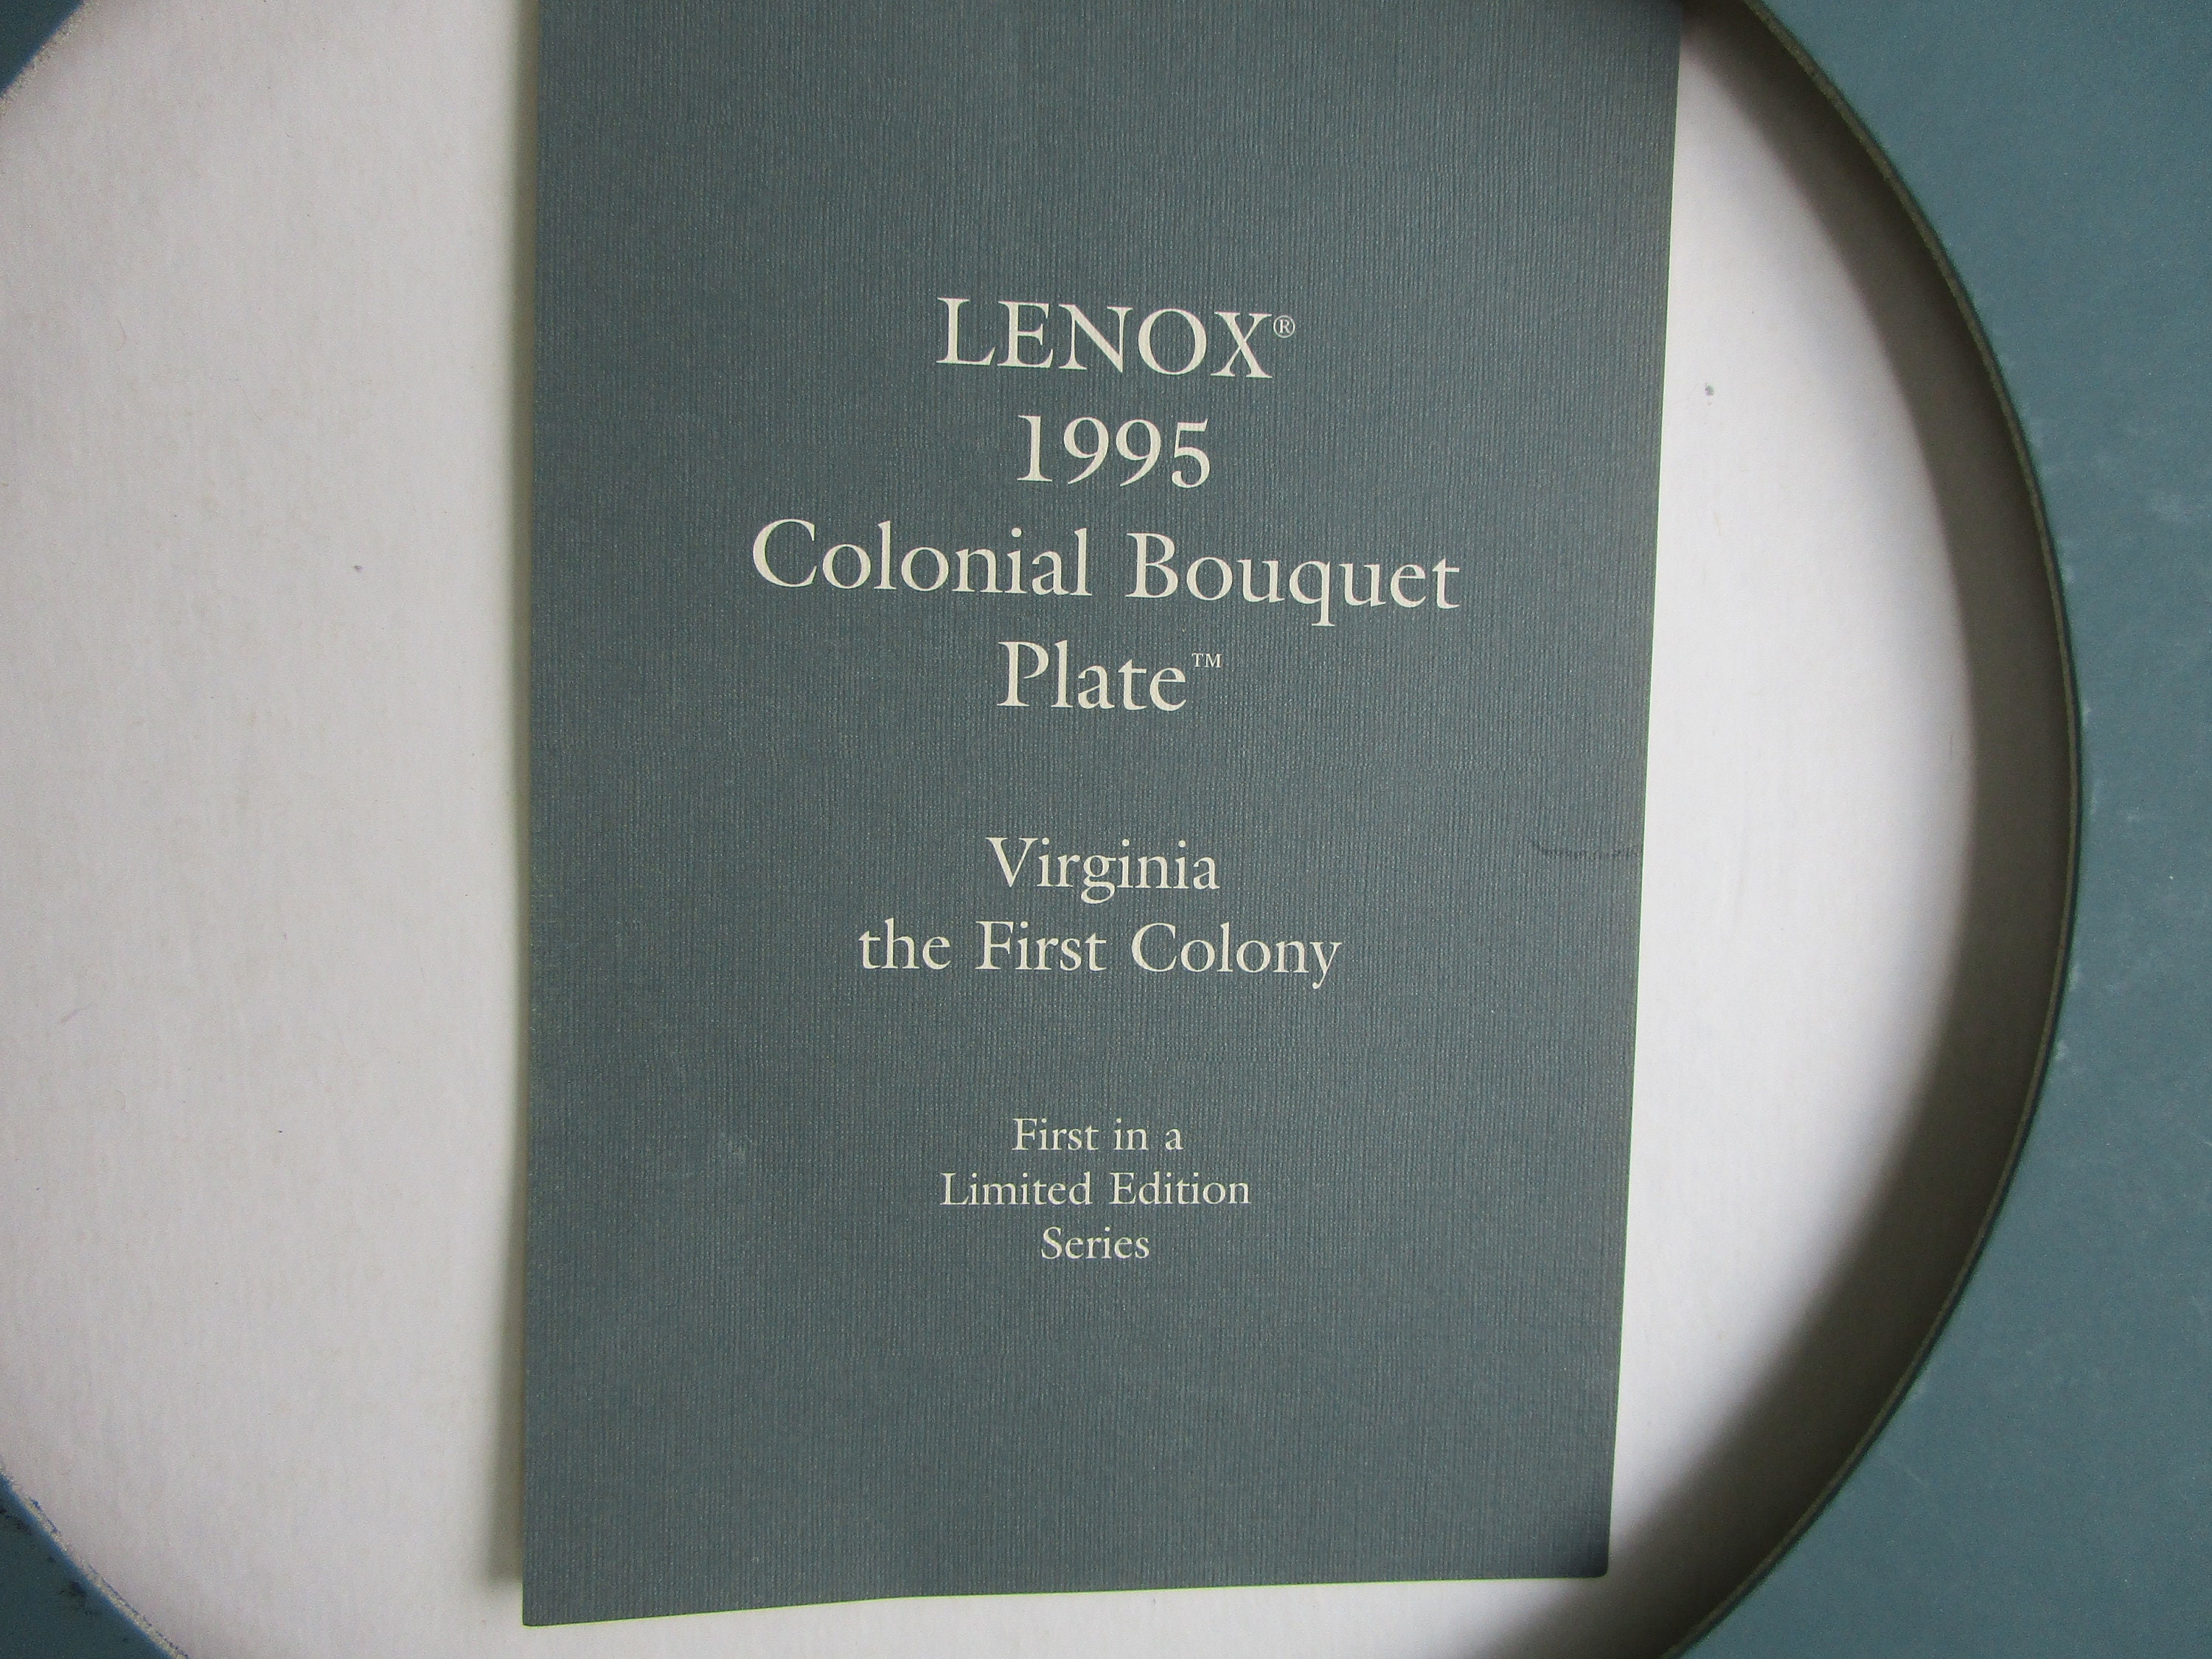 LENOX®
1995
Colonial Bouquet
Plate™
Virginia
the First Colony
First in a
Limited Edition
Series